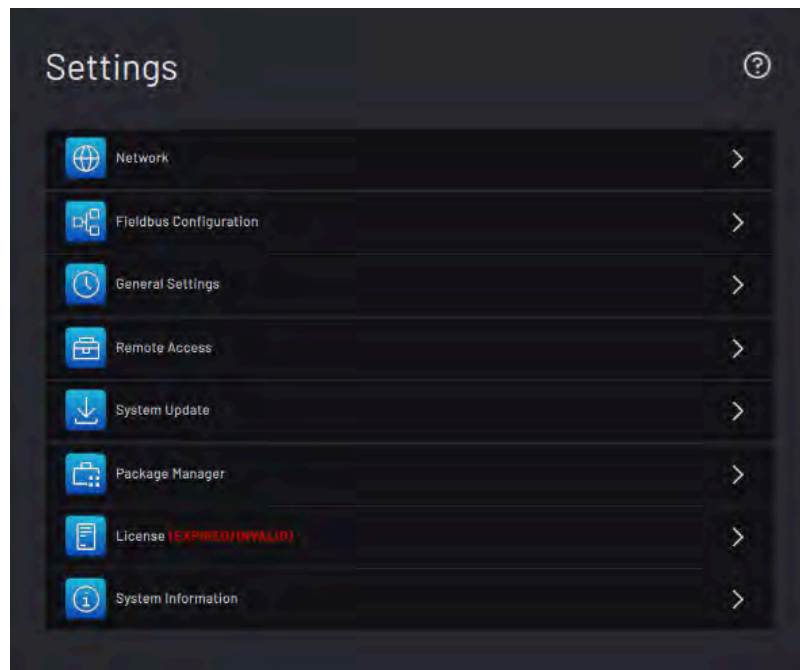 Settings
Network
Fieldbus Configuration
General Settings
Remote Access
System Update
Package Manager
License (EXPIRED/INVALID)
System Information